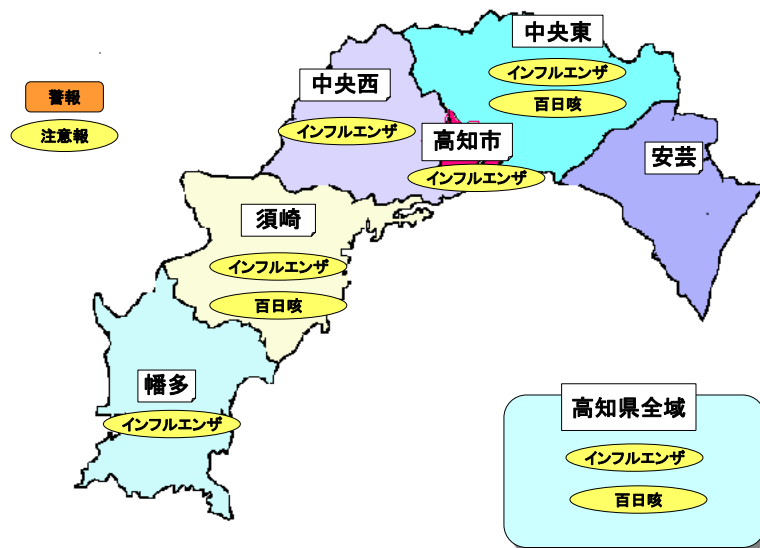 中央東
インフルエンザ
百日咳
中央西
インフルエンザ
警報
注意報
高知市
インフルエンザ
安芸
須崎
インフルエンザ
百日咳
幡多
インフルエンザ
高知県全域
インフルエンザ
百日咳